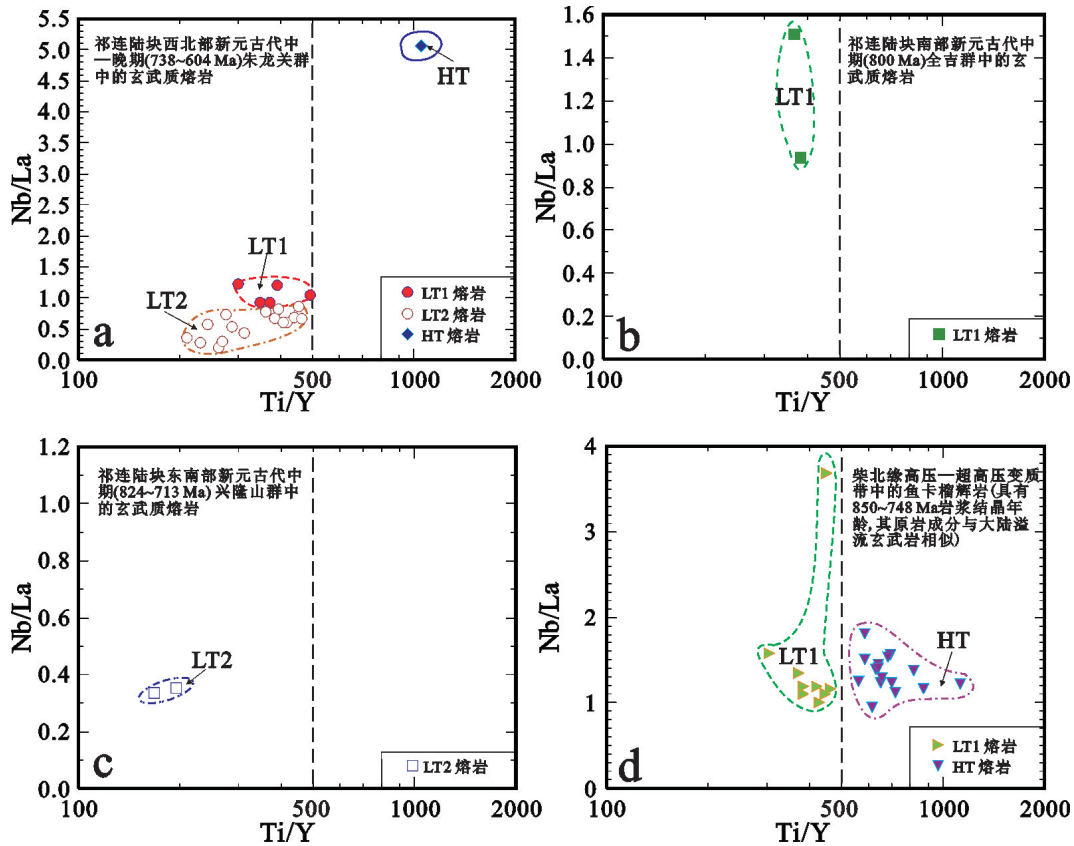 5.5
5.0
4.5
4.0
3.5
3.0
2.5
2.0
1.5
1.0
0.5
0.0
Nb/La
祁连陆块西北部新元古代中
—晚期(738~604 Ma)朱龙关群
中的玄武质熔岩
HT
LT1
LT2
a
LT1 熔岩
LT2 熔岩
HT 熔岩
100
500
1000
2000
Ti/Y
1.6
1.4
1.2
1.0
0.8
0.6
0.4
0.2
0.0
Nb/La
祁连陆块南部新元古代中
期(800 Ma)全吉群中的玄
武质熔岩
LT1
b
LT1 熔岩
100
500
1000
2000
Ti/Y
1.2
1.0
0.8
0.6
0.4
0.2
0.0
Nb/La
祁连陆块东南部新元古代中
期(824~713 Ma) 兴隆山群中
的玄武质熔岩
LT2
c
LT2 熔岩
100
500
1000
2000
Ti/Y
4
3
2
1
0
Nb/La
柴北缘高压—超高压变质
带中的鱼卡榴辉岩(具有
850~748 Ma岩浆结晶年
龄,其原岩成分与大陆溢
流玄武岩相似)
LT1
HT
d
LT1 熔岩
HT 熔岩
100
500
1000
2000
Ti/Y